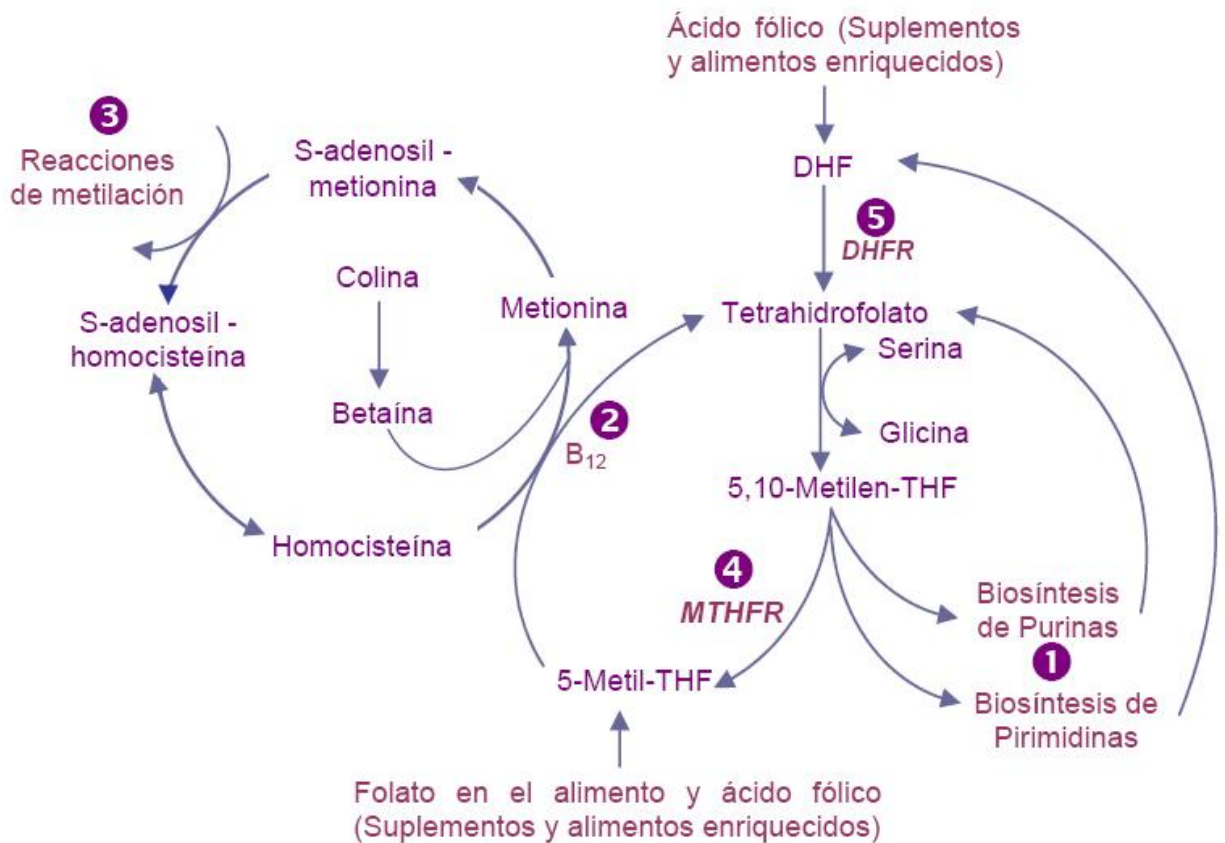 Ácido fólico (Suplementos
y alimentos enriquecidos)
3
Reacciones
de metilación
S-adenosil -
metionina
DHF
5
DHFR
Colina
Metionina
Tetrahidrofolato
S-adenosil -
homocisteína
Serina
Betaína
2
B₁₂
Glicina
5,10-Metilen-THF
Homocisteína
4
MTHFR
Biosíntesis
de Purinas
1
5-Metil-THF
Biosíntesis de
Pirimidinas
Folato en el alimento y ácido fólico
(Suplementos y alimentos enriquecidos)